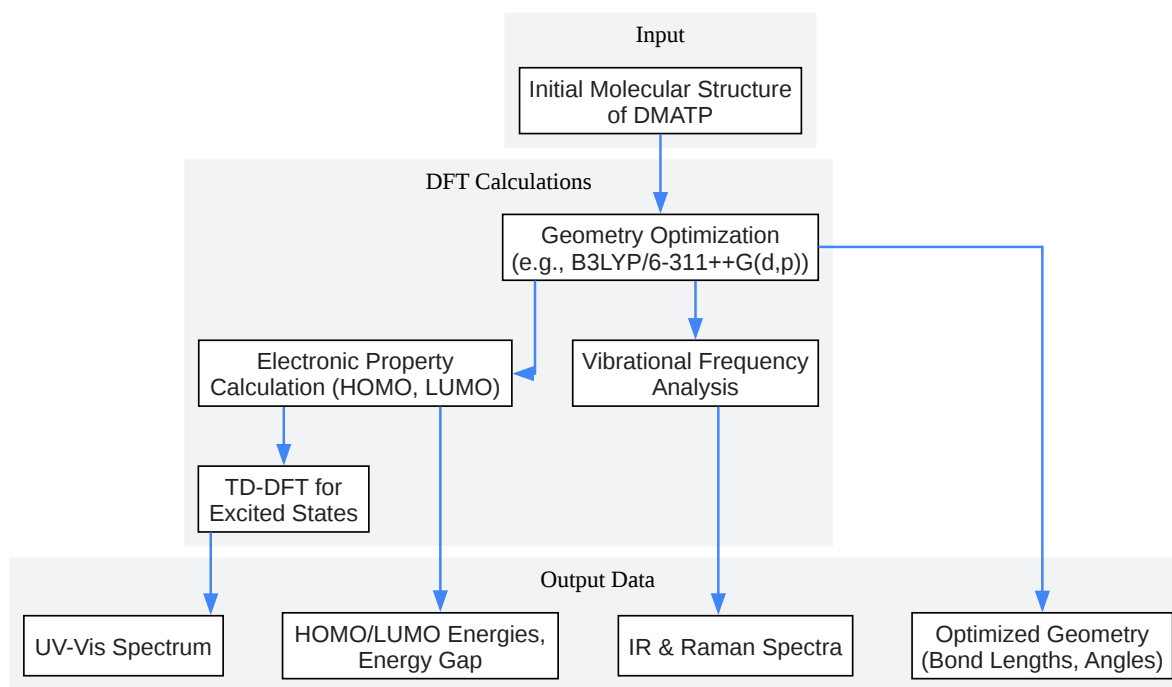 Input
Initial Molecular Structure
of DMATP
DFT Calculations
Geometry Optimization
(e.g., B3LYP/6-311++G(d,p))
Electronic Property
Calculation (HOMO, LUMO)
Vibrational Frequency
Analysis
TD-DFT for
Excited States
Output Data
UV-Vis Spectrum
HOMO/LUMO Energies,
Energy Gap
IR & Raman Spectra
Optimized Geometry
(Bond Lengths, Angles)